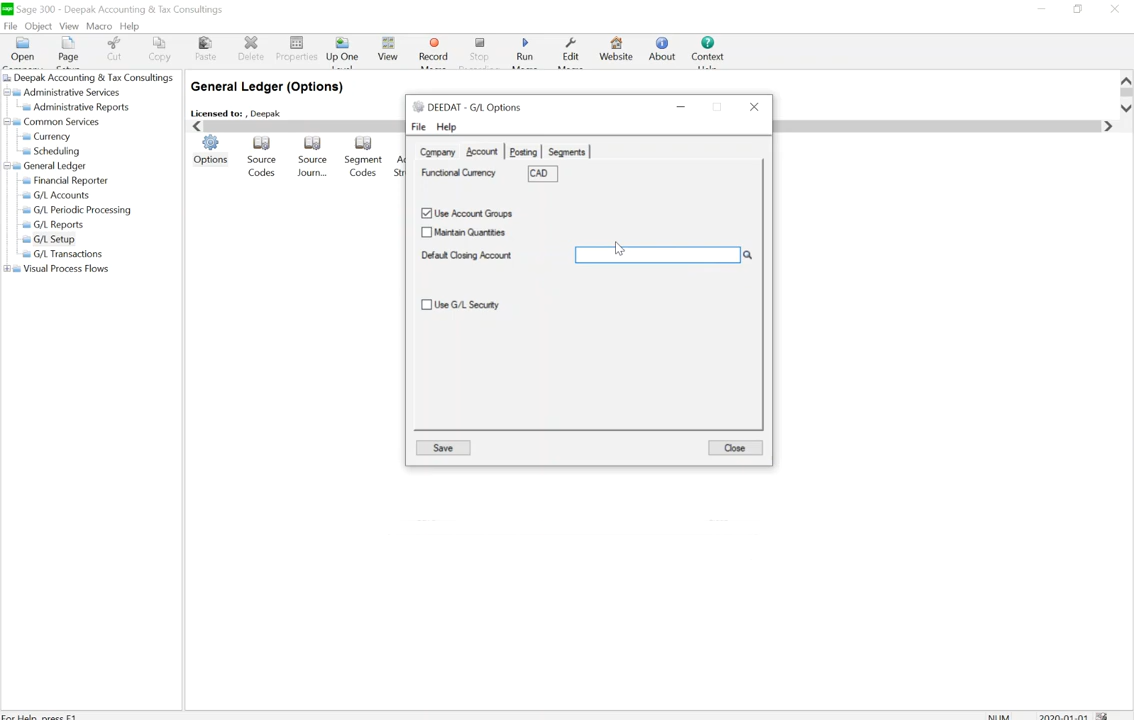 Sage 300 - Deepak Accounting & Tax Consultings
File Object View Macro Help
Open Page Cut Copy Paste Delete Properties Up One View Record Stop Run Edit Website About Context
Deepak Accounting & Tax Consultings
Administrative Services
Administrative Reports
Common Services
Currency
Scheduling
General Ledger
Financial Reporter
G/L Accounts
G/L Periodic Processing
G/L Reports
G/L Setup
G/L Transactions
Visual Process Flows
General Ledger (Options)
Licensed to: , Deepak
Options
Source Codes
Source Journ...
Segment Codes
DEEDAT - G/L Options
File Help
Company Account Posting Segments
Functional Currency CAD
Use Account Groups
Maintain Quantities
Default Closing Account
Use G/L Security
Save Close
For Help, press F1
NUM 2020-01-01